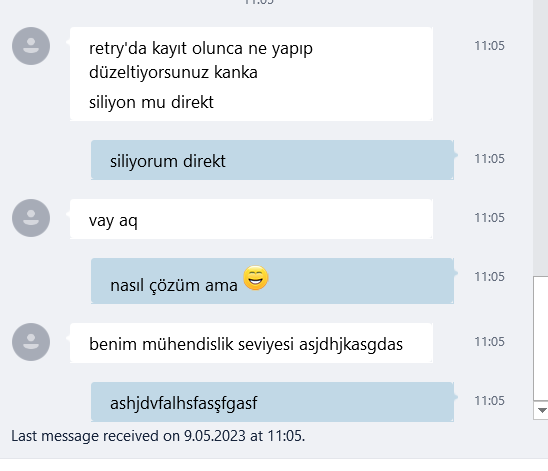 11:05
retry'da kayıt olunca ne yapıp
düzeltiyorsunuz kanka
siliyon mu direkt
11:05
siliyorum direkt
11:05
vay aq
11:05
nasıl çözüm ama 😄
11:05
benim mühendislik seviyesi asjdhjkasgdas
11:05
ashjdvfalhsfasşfgasf
11:05
Last message received on 9.05.2023 at 11:05.